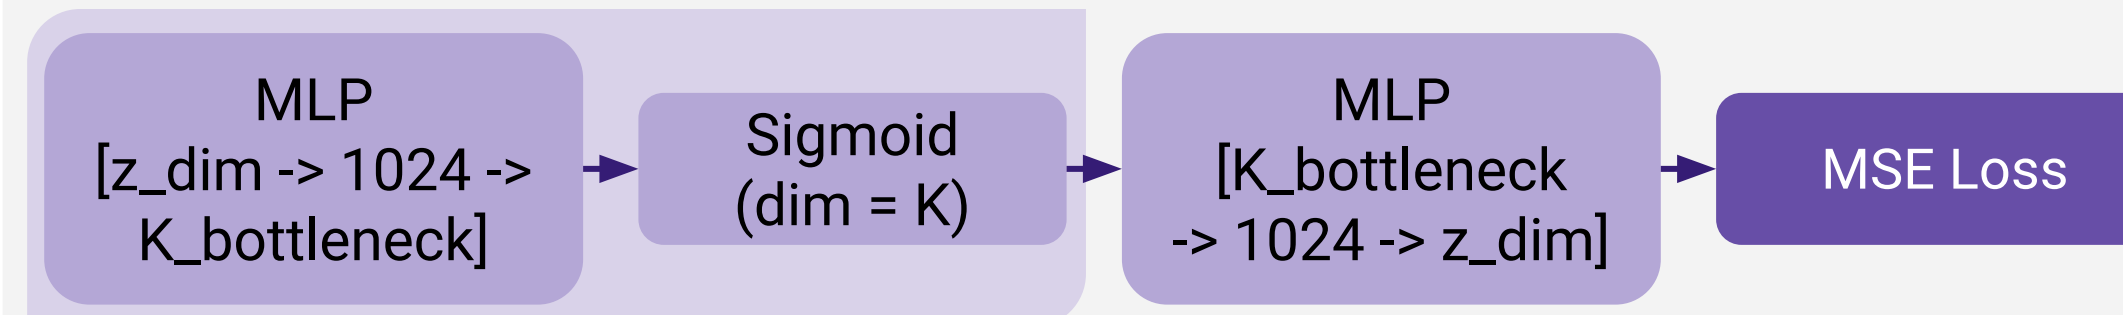 MLP
[z_dim -> 1024 ->
K_bottleneck]
Sigmoid
(dim = K)
MLP
[K_bottleneck
-> 1024 -> z_dim]
MSE Loss